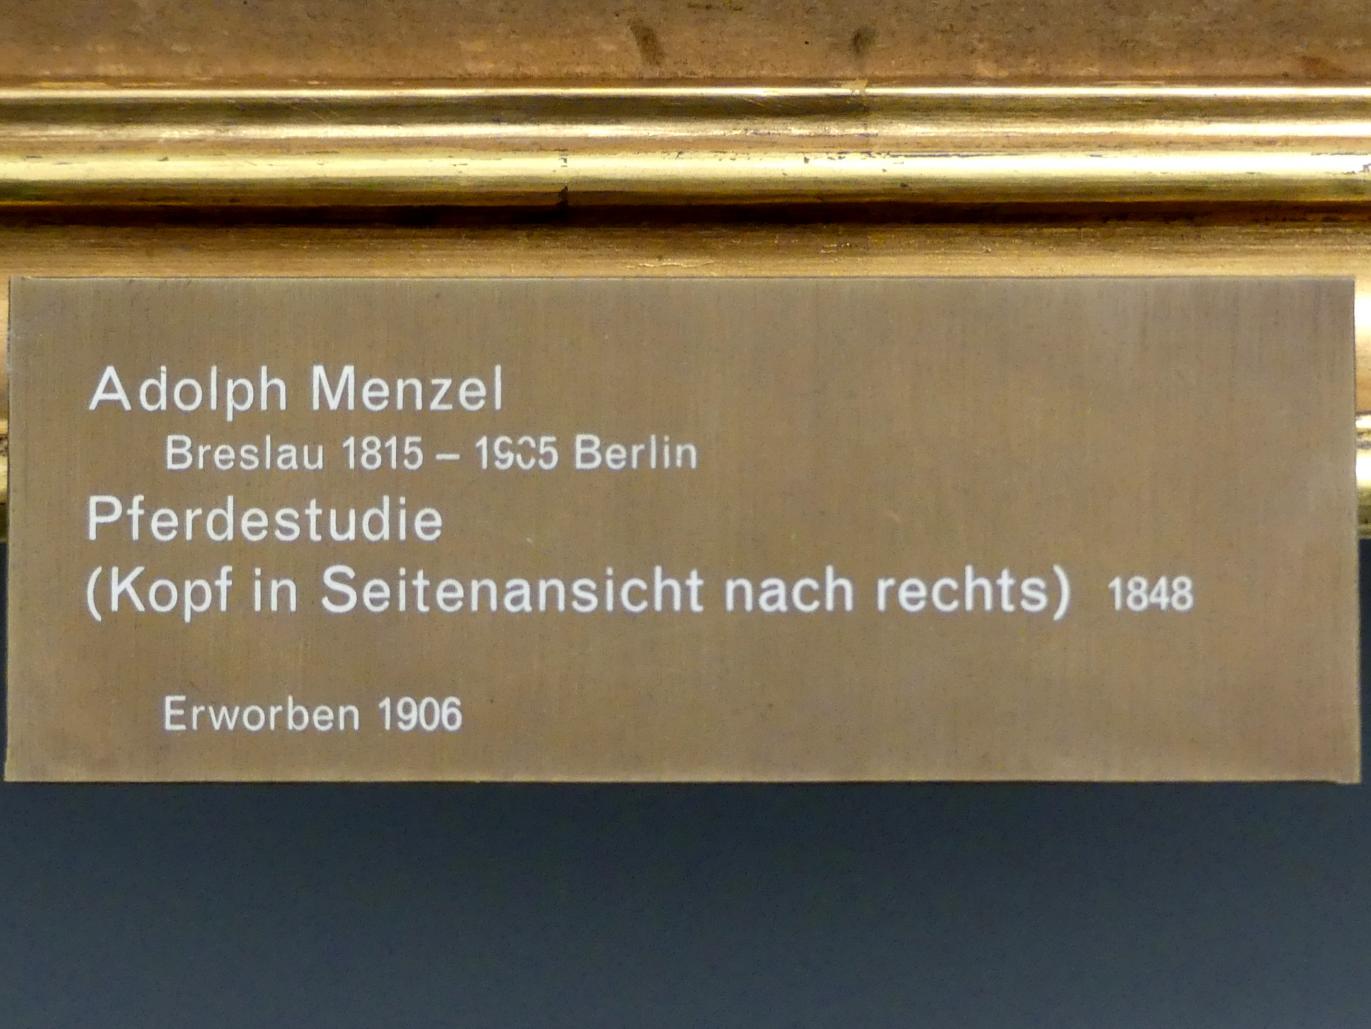 Adolph Menzel
Breslau 1815 – 1905 Berlin
Pferdestudie
(Kopf in Seitenansicht nach rechts) 1848
Erworben 1906